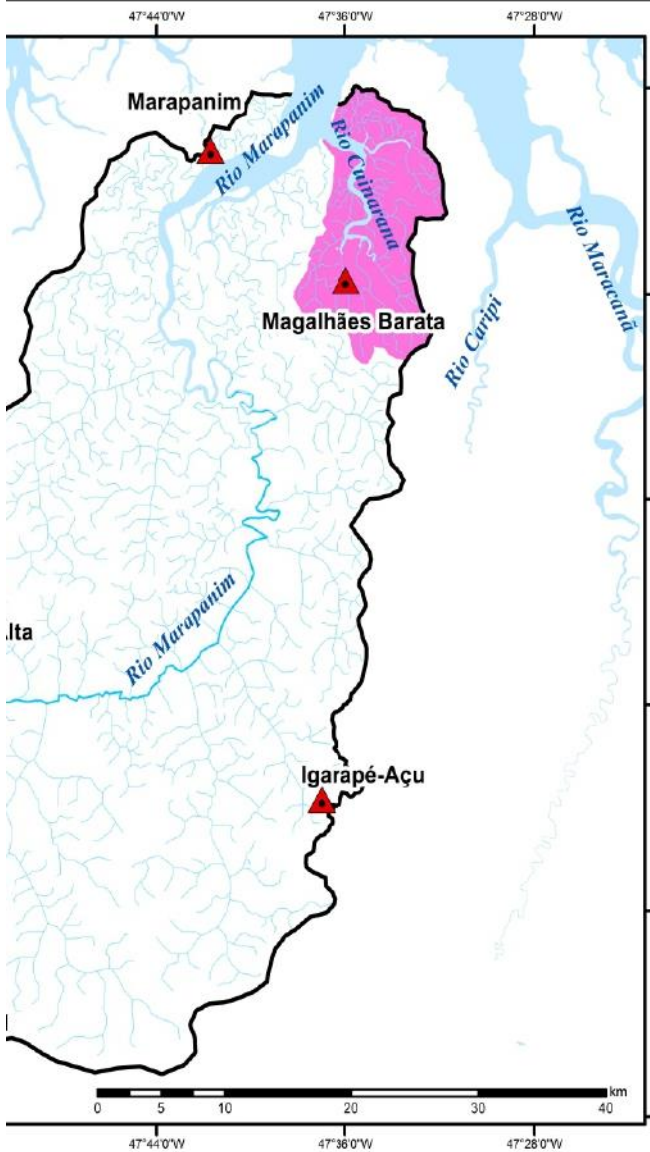 47°44'0"W 47°36'0"W 47°28'0"W
Marapanim
Rio Marapanim
Rio Cuinarana
Rio Maracanã
Magalhães Barata
Rio Caripi
lta
Rio Marapanim
Igarapé-Açu
km
0 5 10 20 30 40
47°44'0"W 47°36'0"W 47°28'0"W